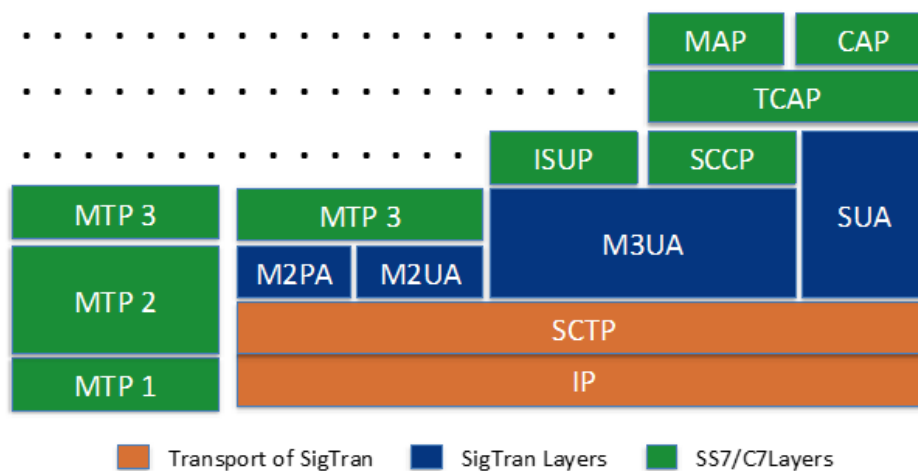 MAP CAP
TCAP
ISUP SCCP
MTP 3 MTP 3 M3UA SUA
MTP 2 M2PA M2UA
SCTP
MTP 1 IP
Transport of SigTran SigTran Layers SS7/C7Layers